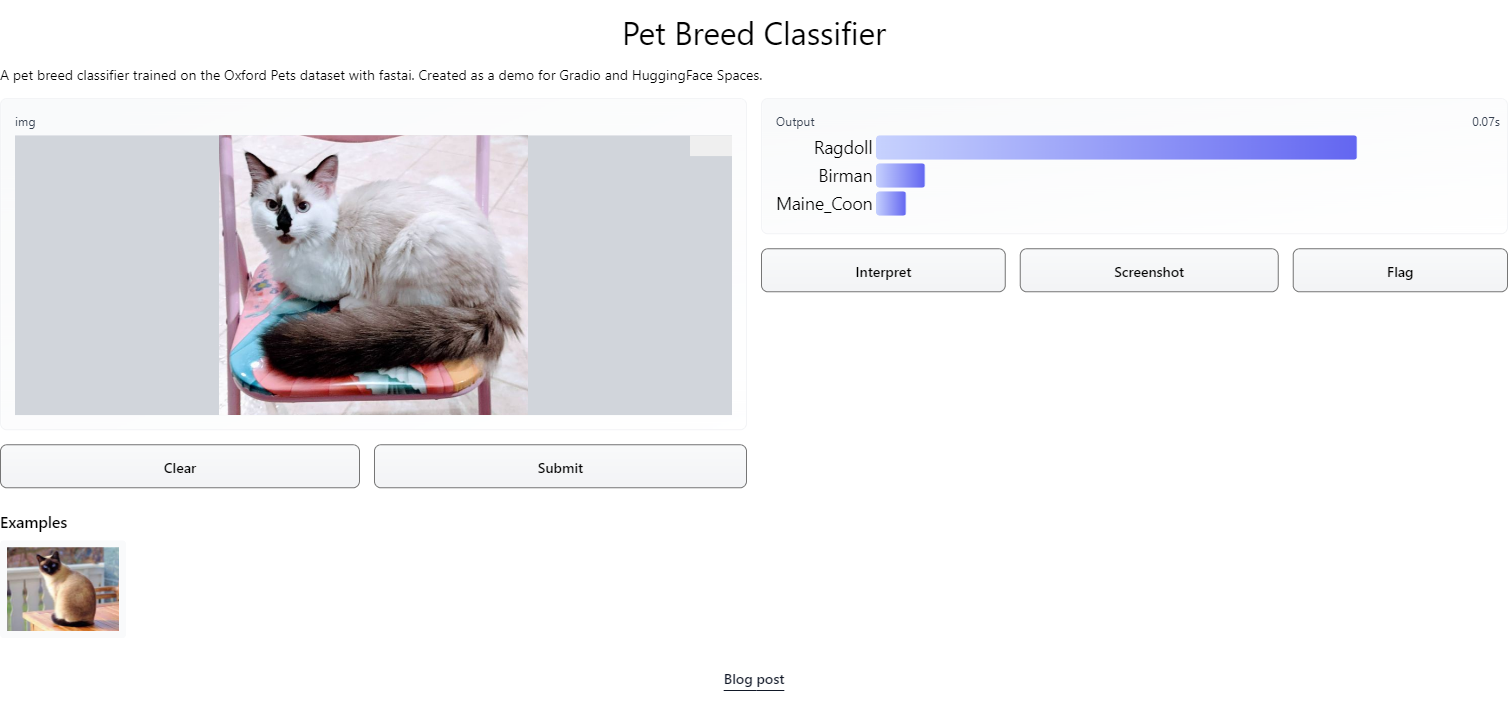 Pet Breed Classifier
A pet breed classifier trained on the Oxford Pets dataset with fastai. Created as a demo for Gradio and HuggingFace Spaces.
img
Output 0.07s
Ragdoll
Birman
Maine_Coon
Interpret Screenshot Flag
Clear Submit
Examples
Blog post